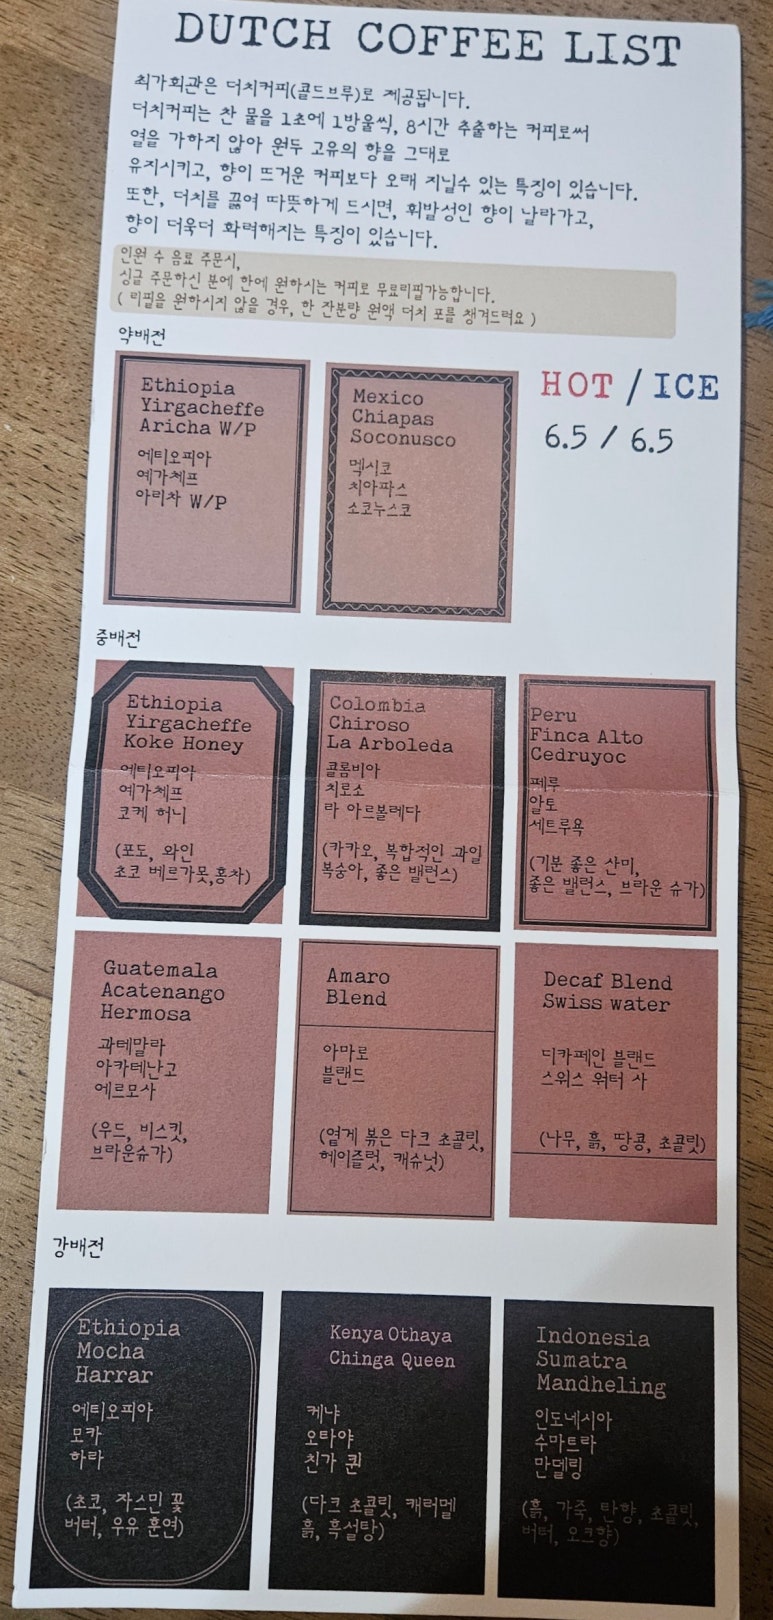 DUTCH COFFEE LIST
최가회관은 더치커피(콜드브루)로 제공됩니다.
더치커피는 찬 물을 1초에 1방울씩, 8시간 추출하는 커피로써
열을 가하지 않아 원두 고유의 향을 그대로
유지시키고, 향이 뜨거운 커피보다 오래 지닐수 있는 특징이 있습니다.
또한, 더치를 끓여 따뜻하게 드시면, 휘발성인 향이 날라가고,
향이 더욱더 화려해지는 특징이 있습니다.
인원 수 음료 주문시,
싱글 주문하신 분에 한해 원하시는 커피로 무료리필가능합니다.
( 리필을 원하시지 않을 경우, 한 잔분량 원액 더치 포를 챙겨드려요 )
약배전
Ethiopia
Yirgacheffe
Aricha W/P
에티오피아
예가체프
아리차 W/P
Mexico
Chiapas
Soconusco
멕시코
치아파스
소코누스코
HOT / ICE
6.5 / 6.5
중배전
Ethiopia
Yirgacheffe
Koke Honey
에티오피아
예가체프
코케 허니
(포도, 와인
초코 베르가못,홍차)
Colombia
Chiroso
La Arboleda
콜롬비아
치로소
라 아르볼레다
(카카오, 복합적인 과일
복숭아, 좋은 밸런스)
Peru
Finca Alto
Cedruyoc
페루
알토
세트루욕
(기분 좋은 산미,
좋은 밸런스, 브라운 슈가)
Guatemala
Acatenango
Hermosa
과테말라
아카테난고
에르모사
(우드, 비스킷,
브라운슈가)
Amaro
Blend
아마로
블랜드
(옅게 볶은 다크 초콜릿,
헤이즐럿, 캐슈넛)
Decaf Blend
Swiss water
디카페인 블랜드
스위스 워터 사
(나무, 흙, 땅콩, 초콜릿)
강배전
Ethiopia
Mocha
Harrar
에티오피아
모카
하라
(초코, 자스민 꽃
버터, 우유 훈연)
Kenya Othaya
Chinga Queen
케냐
오타야
친가 퀸
(다크 초콜릿, 캐러멜
흙, 흑설탕)
Indonesia
Sumatra
Mandheling
인도네시아
수마트라
만델링
(흙, 가죽, 탄향, 초콜릿,
버터, 오크향)